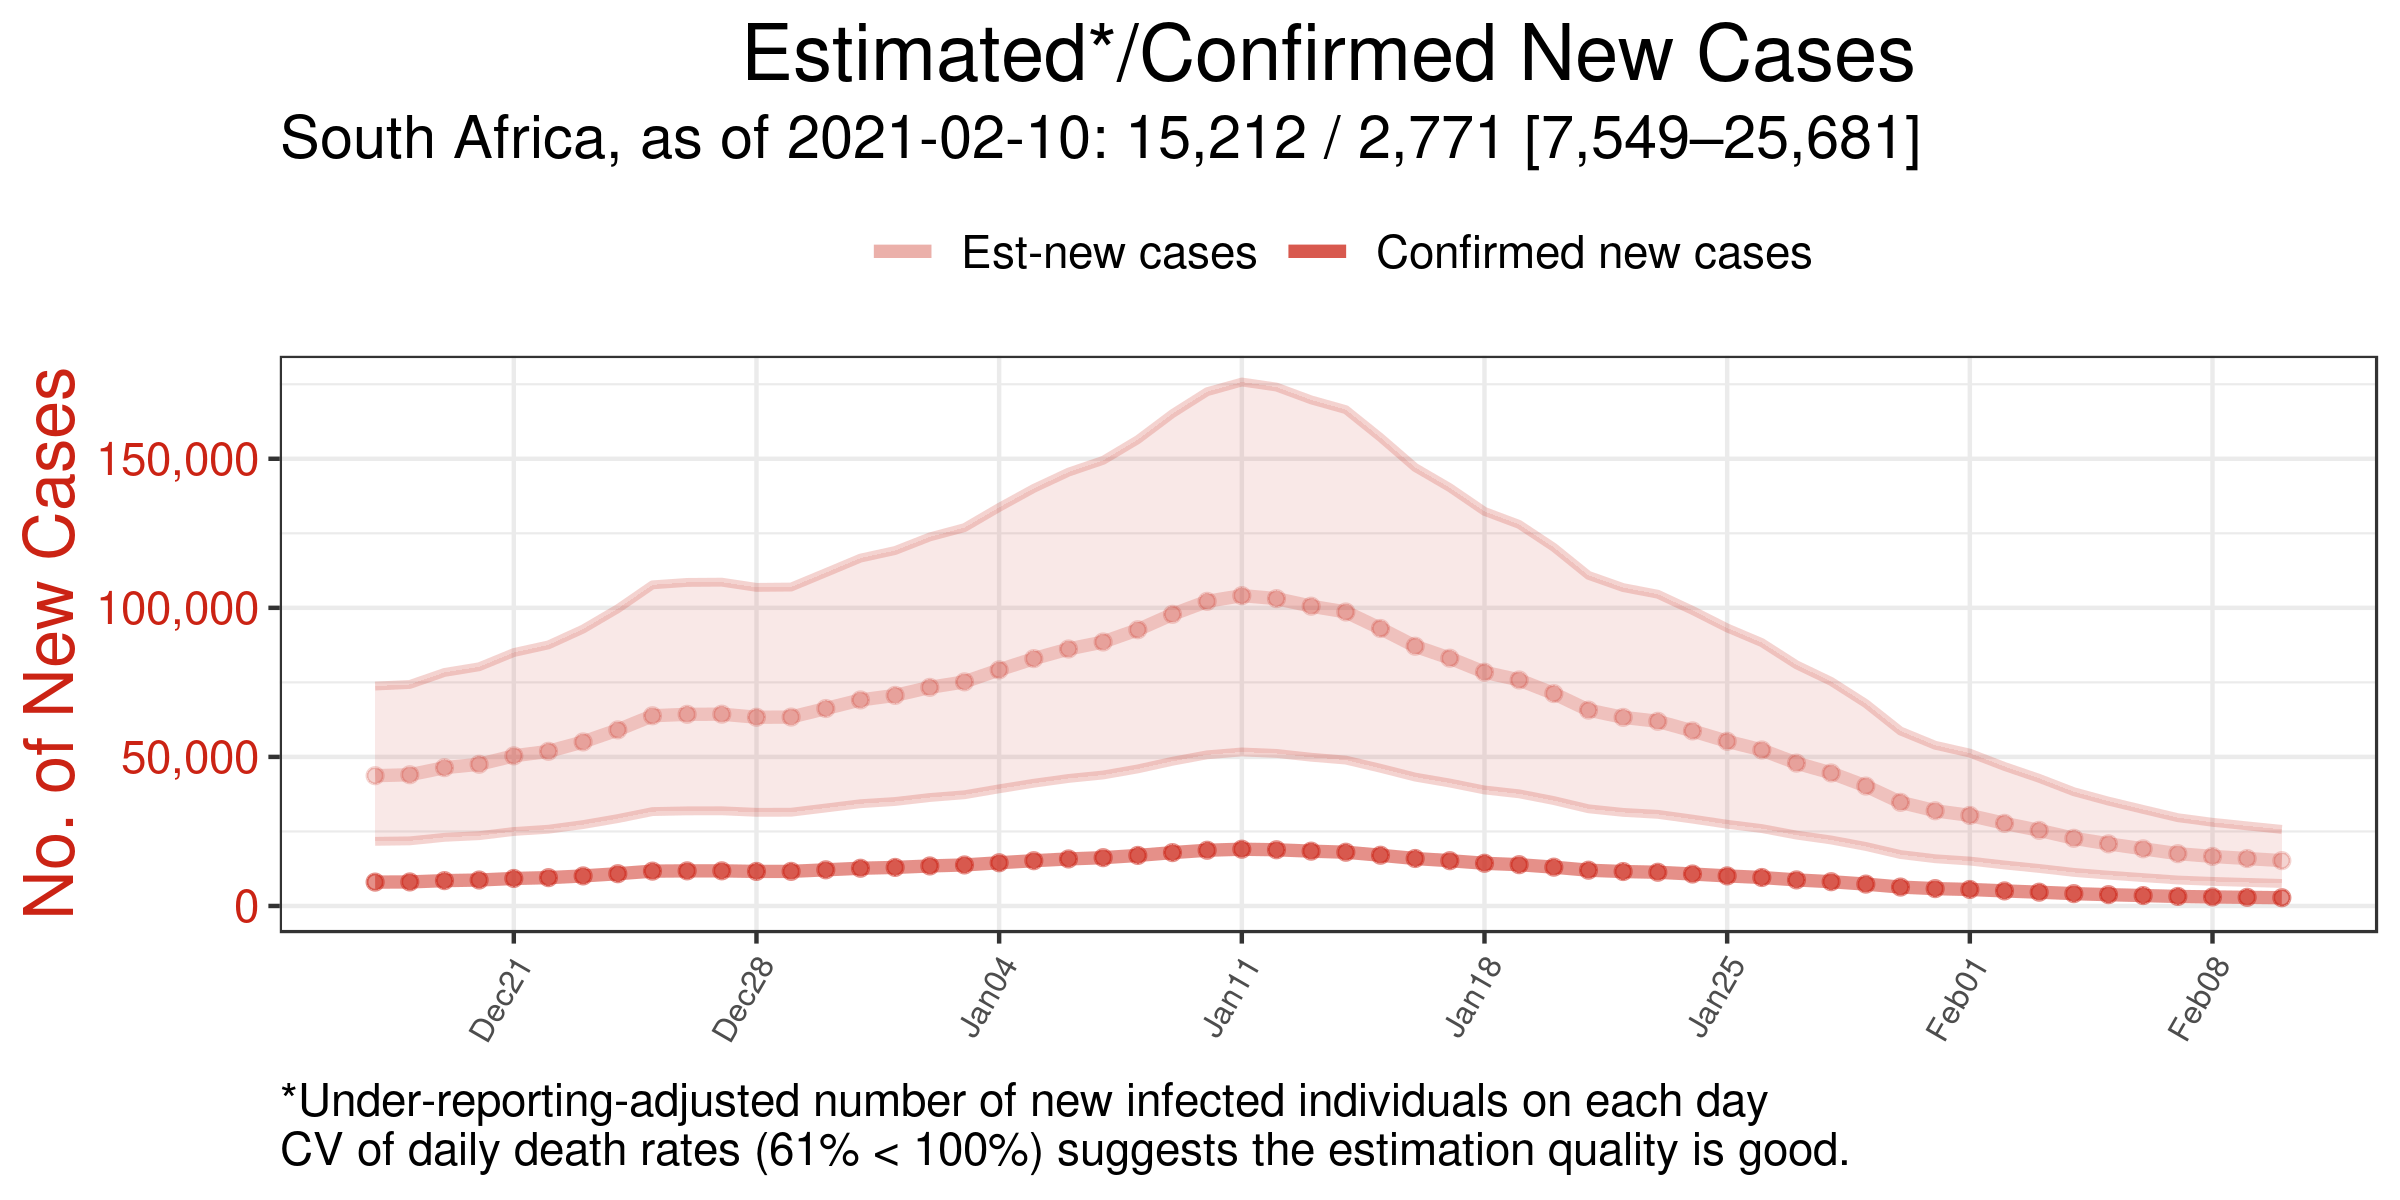 Estimated*/Confirmed New Cases
South Africa, as of 2021-02-10: 15,212 / 2,771 [7,549–25,681]
Est-new cases
Confirmed new cases
No. of New Cases
150,000
100,000
50,000
0
Dec21
Dec28
Jan04
Jan11
Jan18
Jan25
Feb01
Feb08
*Under-reporting-adjusted number of new infected individuals on each day
CV of daily death rates (61% < 100%) suggests the estimation quality is good.